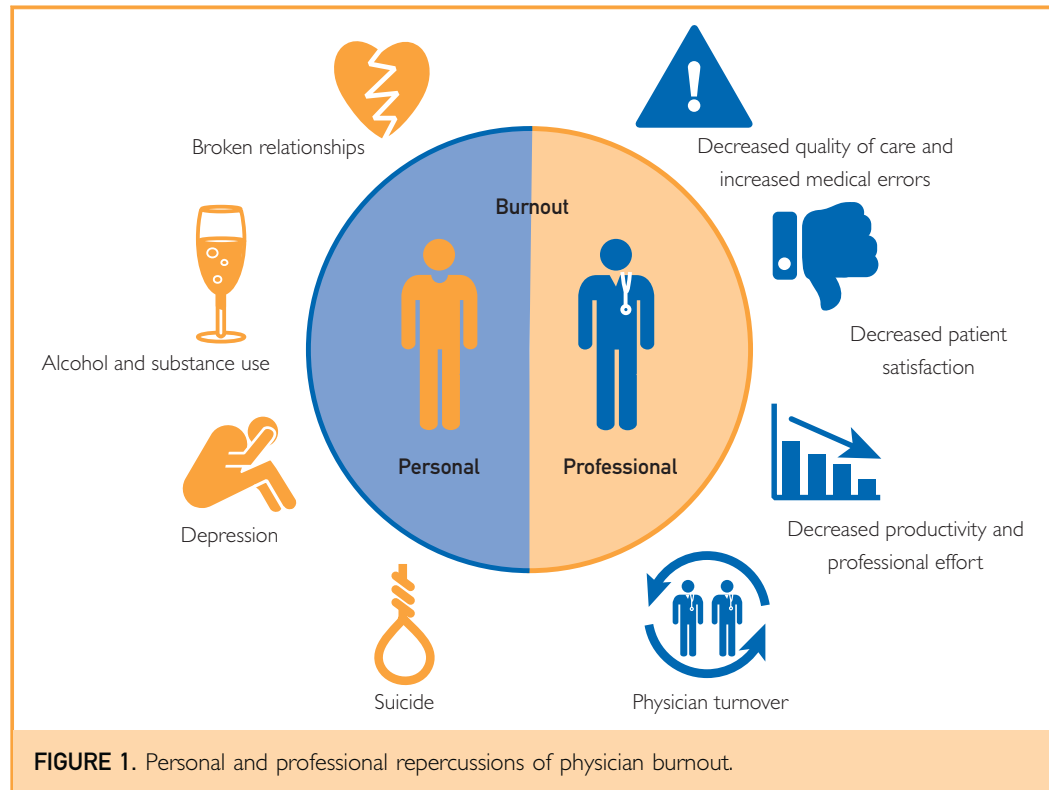 Broken relationships
Decreased quality of care and
increased medical errors
Burnout
Alcohol and substance use
Decreased patient
satisfaction
Personal
Professional
Depression
Decreased productivity and
professional effort
Suicide
Physician turnover
FIGURE 1. Personal and professional repercussions of physician burnout.